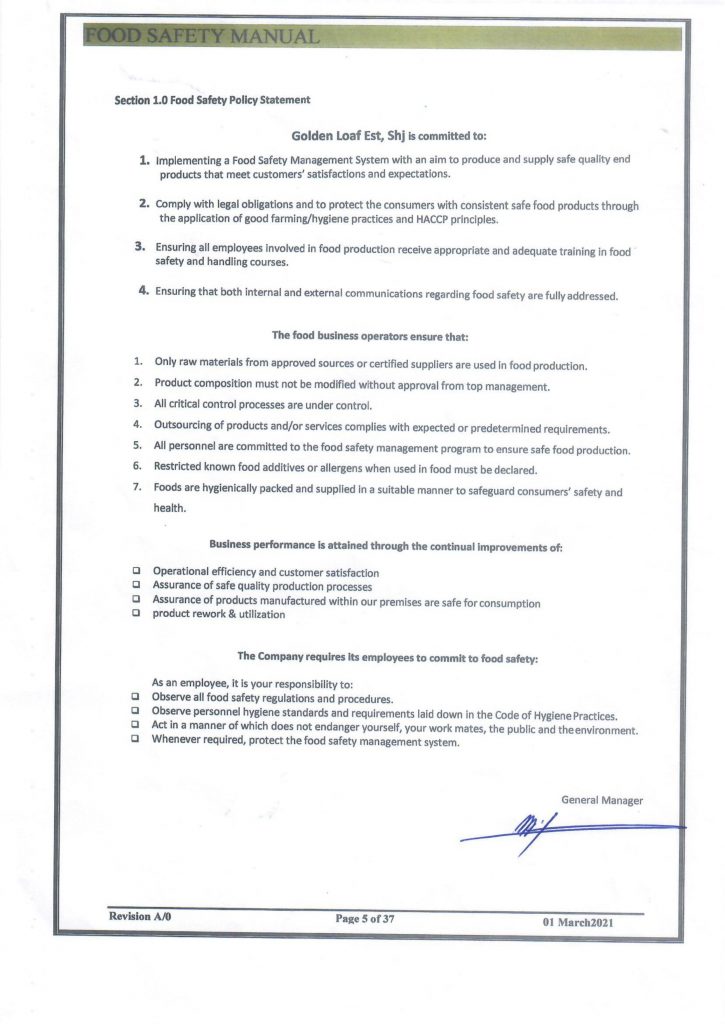 FOOD SAFETY MANUAL
Section 1.0 Food Safety Policy Statement
Golden Loaf Est, Shj is committed to:
1. Implementing a Food Safety Management System with an aim to produce and supply safe quality end
products that meet customers' satisfactions and expectations.
2. Comply with legal obligations and to protect the consumers with consistent safe food products through
the application of good farming/hygiene practices and HACCP principles.
3. Ensuring all employees involved in food production receive appropriate and adequate training in food
safety and handling courses.
4. Ensuring that both internal and external communications regarding food safety are fully addressed.
The food business operators ensure that:
1. Only raw materials from approved sources or certified suppliers are used in food production.
2. Product composition must not be modified without approval from top management.
3. All critical control processes are under control.
4. Outsourcing of products and/or services complies with expected or predetermined requirements.
5. All personnel are committed to the food safety management program to ensure safe food production.
6. Restricted known food additives or allergens when used in food must be declared.
7. Foods are hygienically packed and supplied in a suitable manner to safeguard consumers' safety and
health.
Business performance is attained through the continual improvements of:
❑ Operational efficiency and customer satisfaction
❑ Assurance of safe quality production processes
❑ Assurance of products manufactured within our premises are safe for consumption
❑ product rework & utilization
The Company requires its employees to commit to food safety:
As an employee, it is your responsibility to:
❑ Observe all food safety regulations and procedures.
❑ Observe personnel hygiene standards and requirements laid down in the Code of Hygiene Practices.
❑ Act in a manner of which does not endanger yourself, your work mates, the public and the environment.
❑ Whenever required, protect the food safety management system.
General Manager
Revision A/0
Page 5 of 37
01 March2021